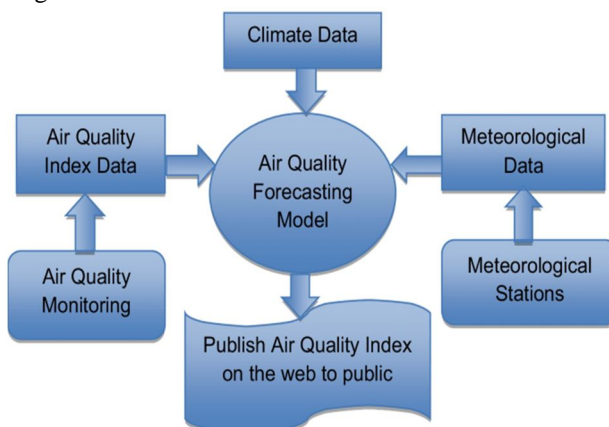 Climate Data
Air Quality
Index Data
Air Quality
Forecasting
Model
Meteorological
Data
Air Quality
Monitoring
Meteorological
Stations
Publish Air Quality Index
on the web to public